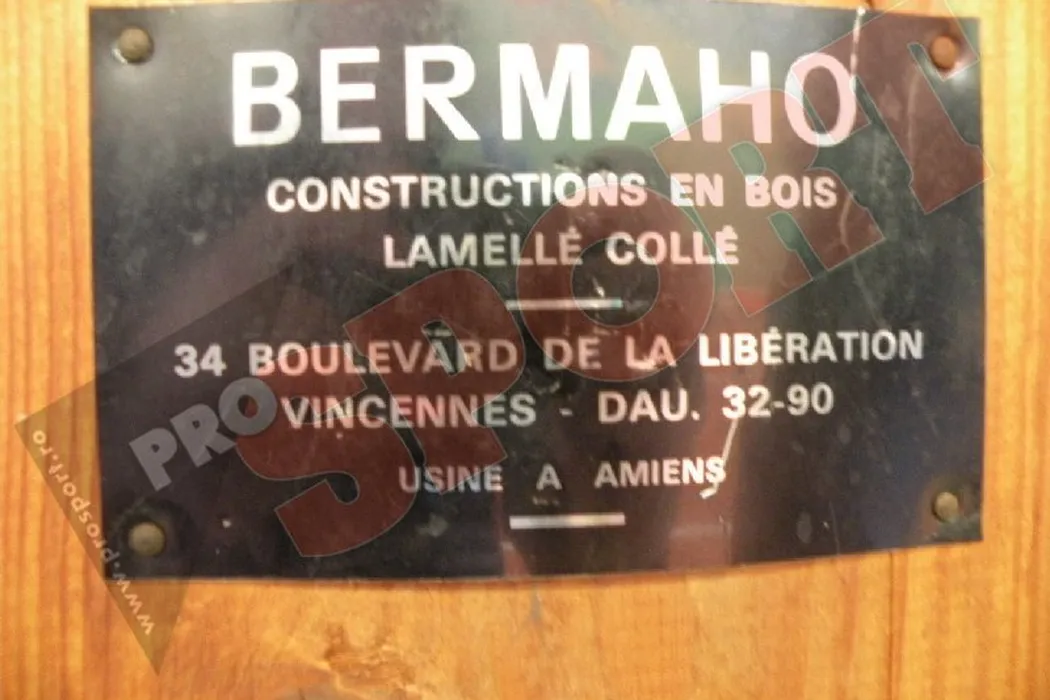 BERMAHO
CONSTRUCTIONS EN BOIS
LAMELLÉ COLLÉ
34 BOULEVARD DE LA LIBÉRATION
VINCENNES - DAU. 32-90
USINE A AMIENS
PRO SPORT
www.prosport.ro